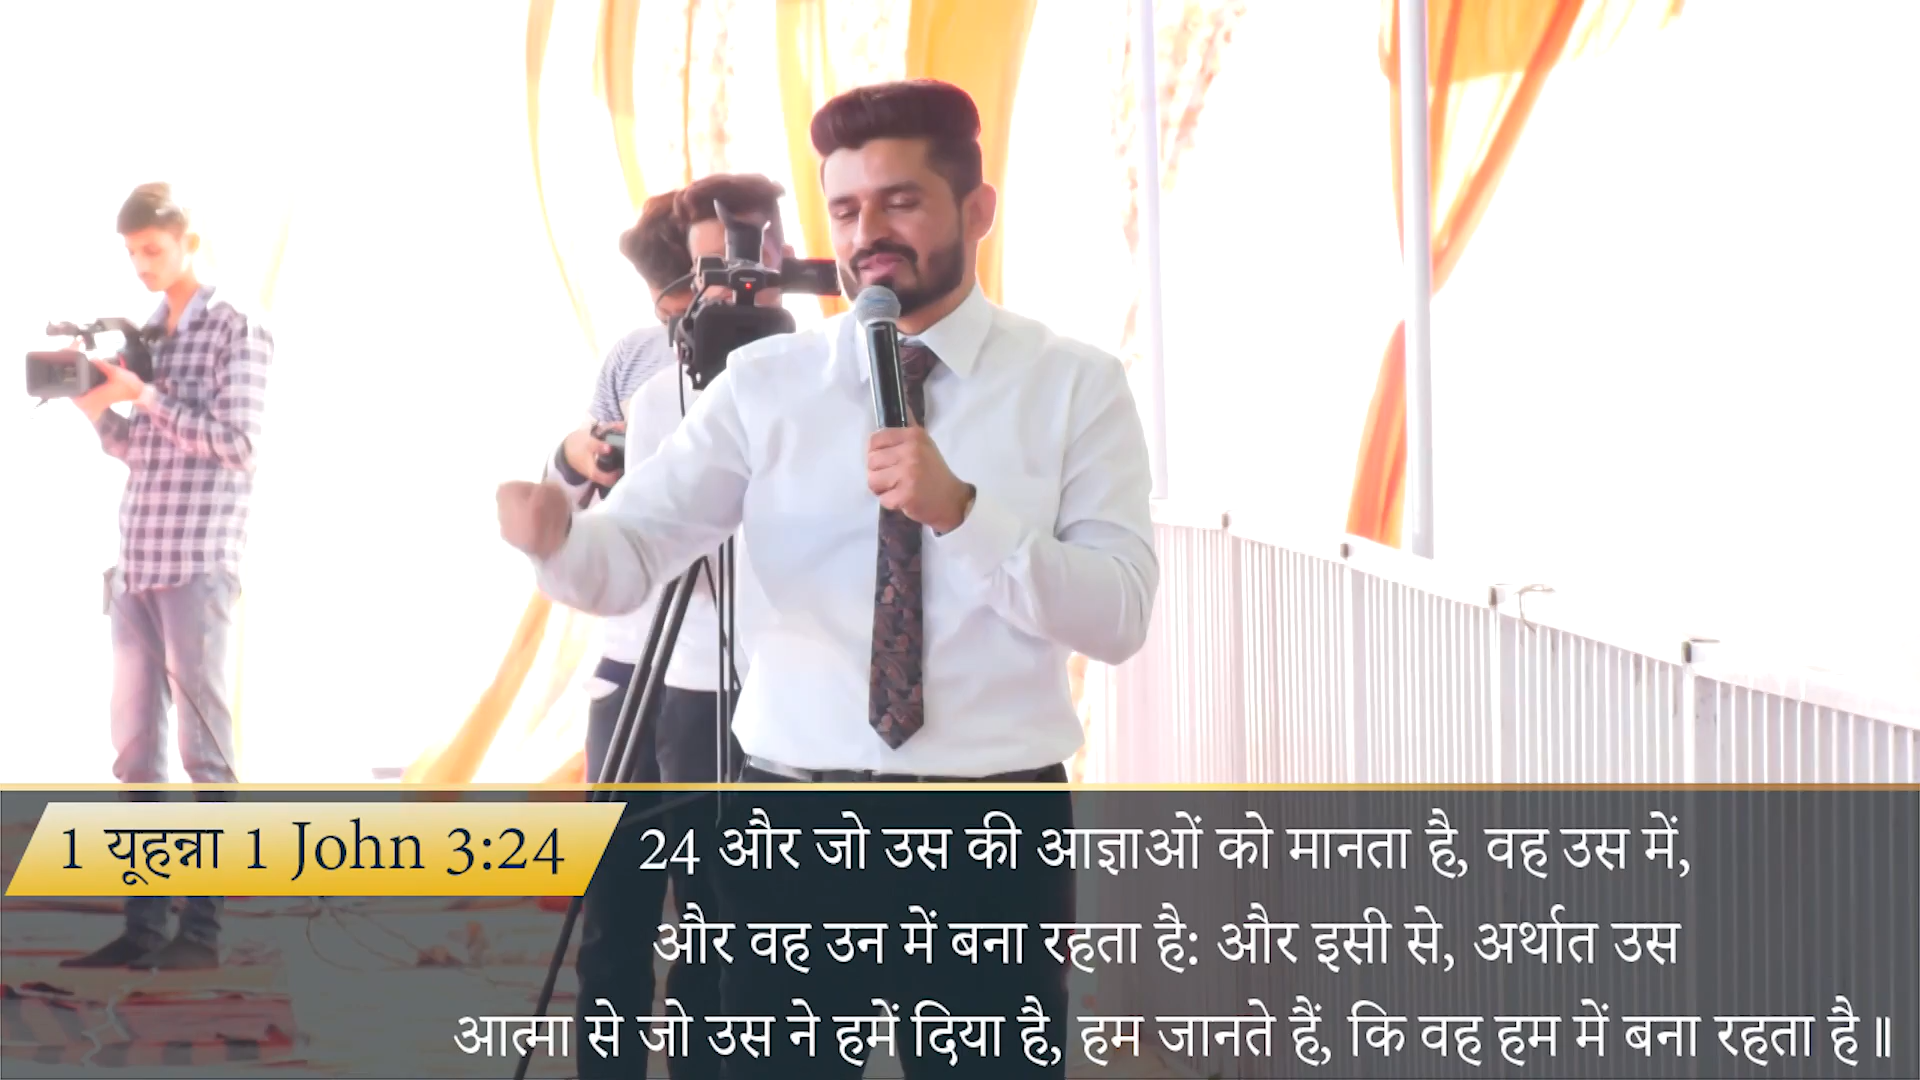 1 यूहन्ना 1 John 3:24
24 और जो उस की आज्ञाओं को मानता है, वह उस में,
और वह उन में बना रहता है: और इसी से, अर्थात उस
आत्मा से जो उस ने हमें दिया है, हम जानते हैं, कि वह हम में बना रहता है॥